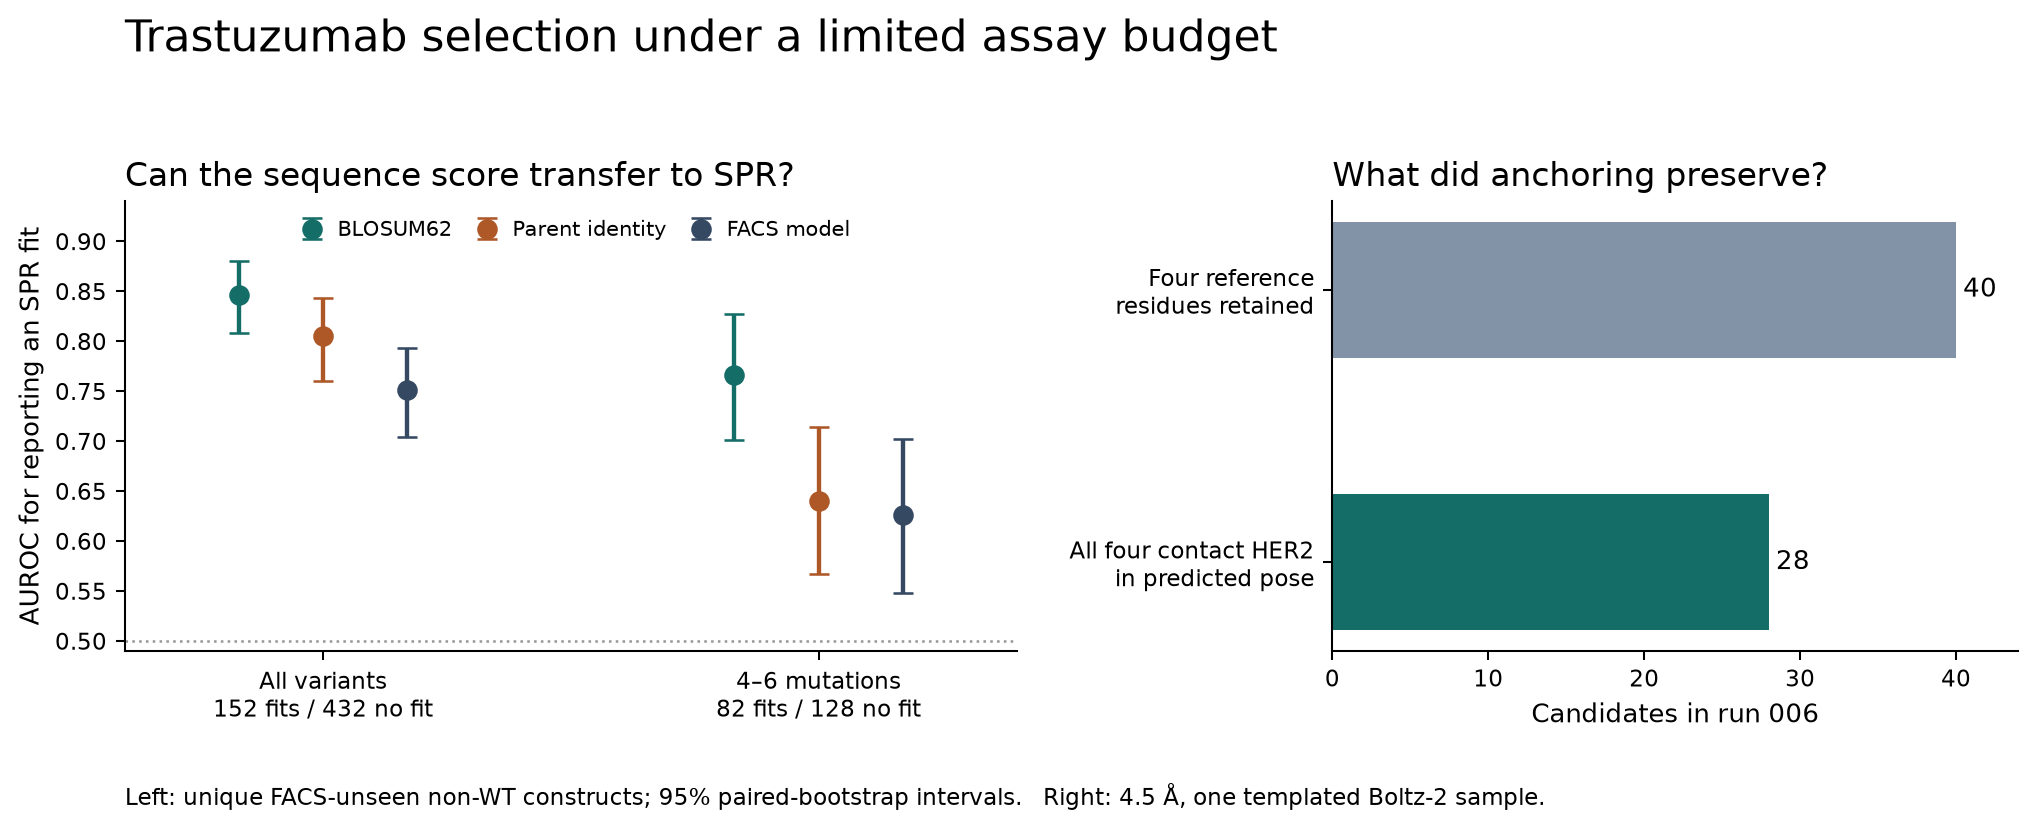 Trastuzumab selection under a limited assay budget
Can the sequence score transfer to SPR?
BLOSUM62 Parent identity FACS model
AUROC for reporting an SPR fit
0.90
0.85
0.80
0.75
0.70
0.65
0.60
0.55
0.50
All variants
152 fits / 432 no fit
4–6 mutations
82 fits / 128 no fit
What did anchoring preserve?
Four reference
residues retained
40
All four contact HER2
in predicted pose
28
0 10 20 30 40
Candidates in run 006
Left: unique FACS-unseen non-WT constructs; 95% paired-bootstrap intervals. Right: 4.5 Å, one templated Boltz-2 sample.